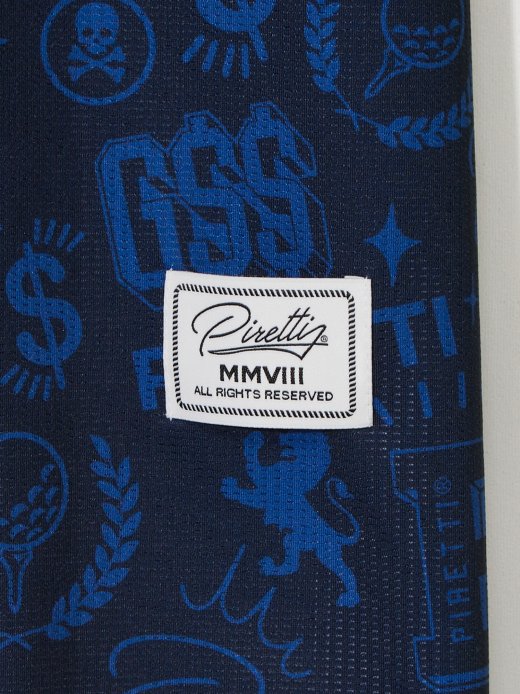 $
GSS
$
Piretti®
MMVIII
ALL RIGHTS RESERVED
PIRETTI®